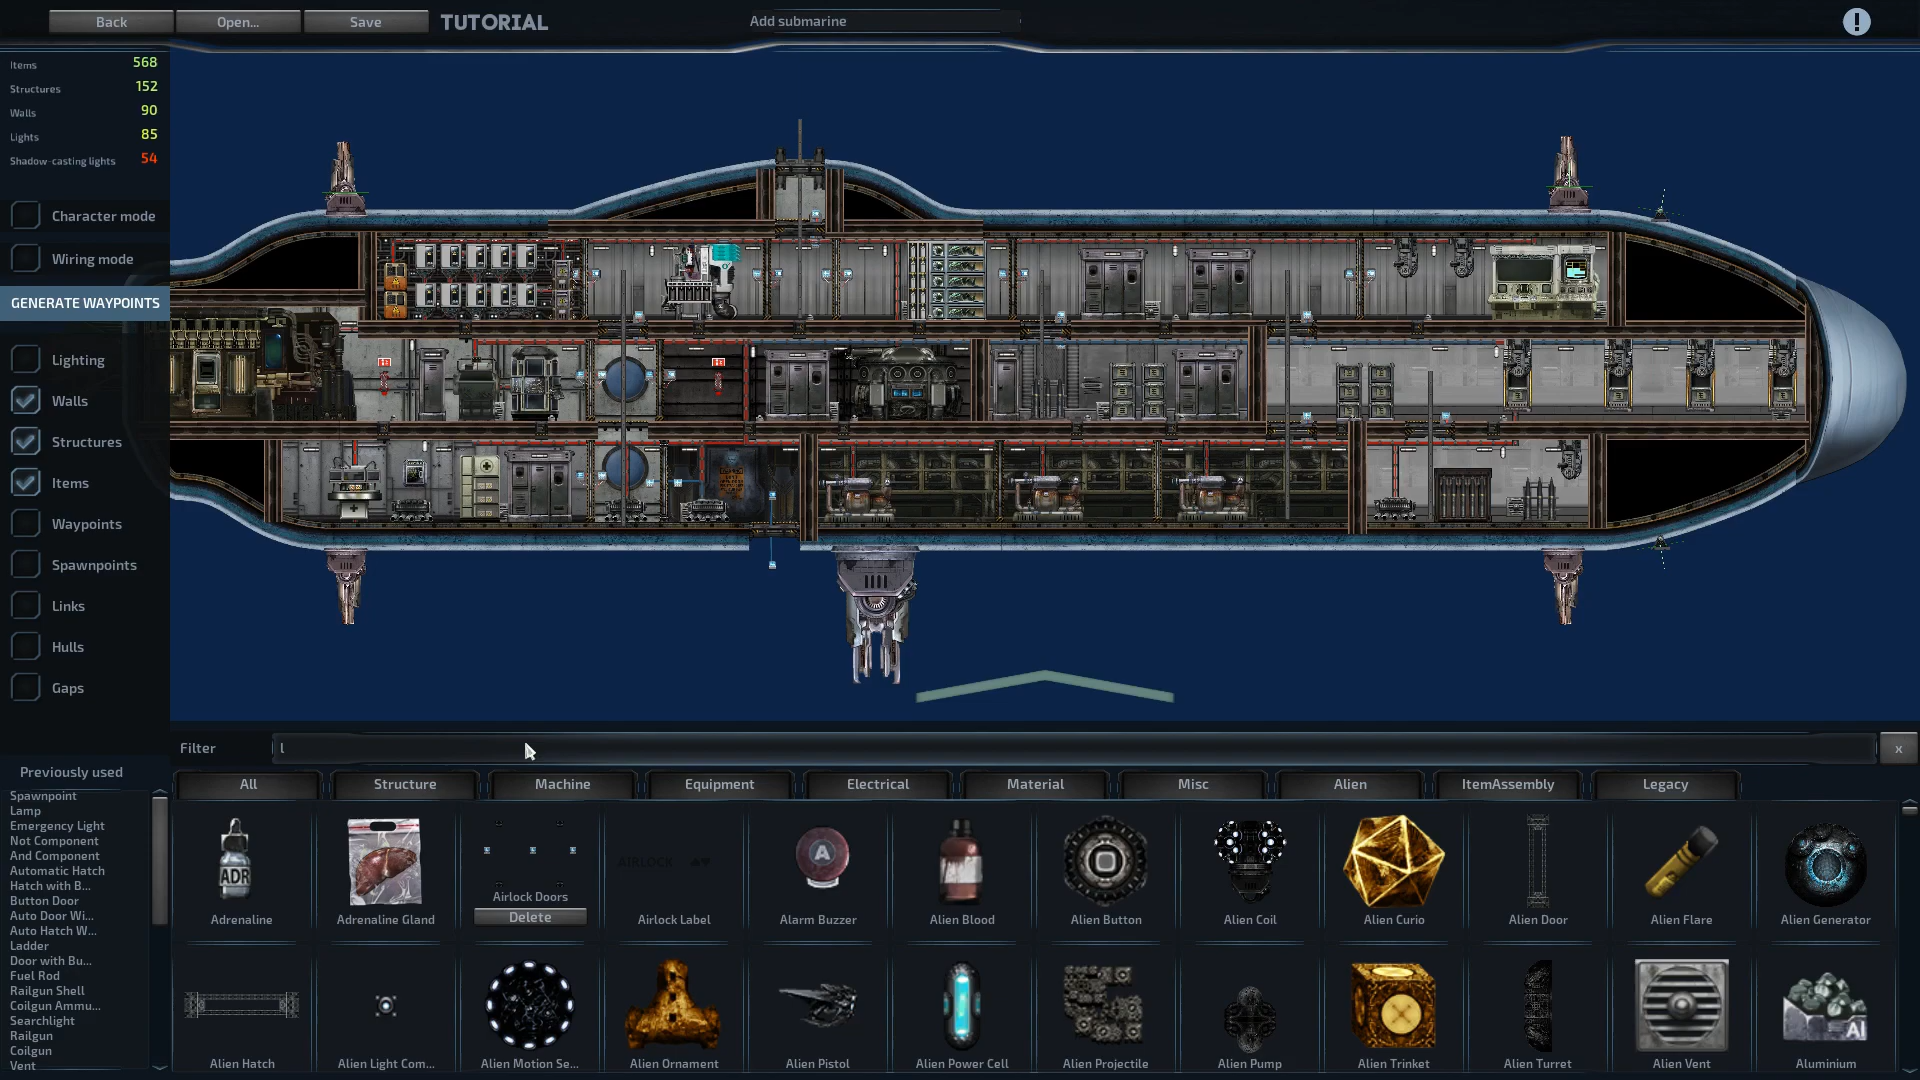 Back
Open...
Save
TUTORIAL
Add submarine
Items 568
Structures 152
Walls 90
Lights 85
Shadow-casting lights 54
Character mode
Wiring mode
GENERATE WAYPOINTS
Lighting
Walls
Structures
Items
Waypoints
Spawnpoints
Links
Hulls
Gaps
Filter
l
x
Previously used
Spawnpoint
Lamp
Emergency Light
Not Component
And Component
Automatic Hatch
Hatch with B...
Button Door
Auto Door Wi...
Auto Hatch W...
Ladder
Door with Bu...
Fuel Rod
Railgun Shell
Coilgun Ammu...
Searchlight
Railgun
Coilgun
Vent
All
Structure
Machine
Equipment
Electrical
Material
Misc
Alien
ItemAssembly
Legacy
ADR
Adrenaline
Adrenaline Gland
Airlock Doors
Delete
AIRLOCK
Airlock Label
A
Alarm Buzzer
Alien Blood
Alien Button
Alien Coil
Alien Curio
Alien Door
Alien Flare
Alien Generator
Alien Hatch
Alien Light Com...
Alien Motion Se...
Alien Ornament
Alien Pistol
Alien Power Cell
Alien Projectile
Alien Pump
Alien Trinket
Alien Turret
Alien Vent
Al
Aluminium